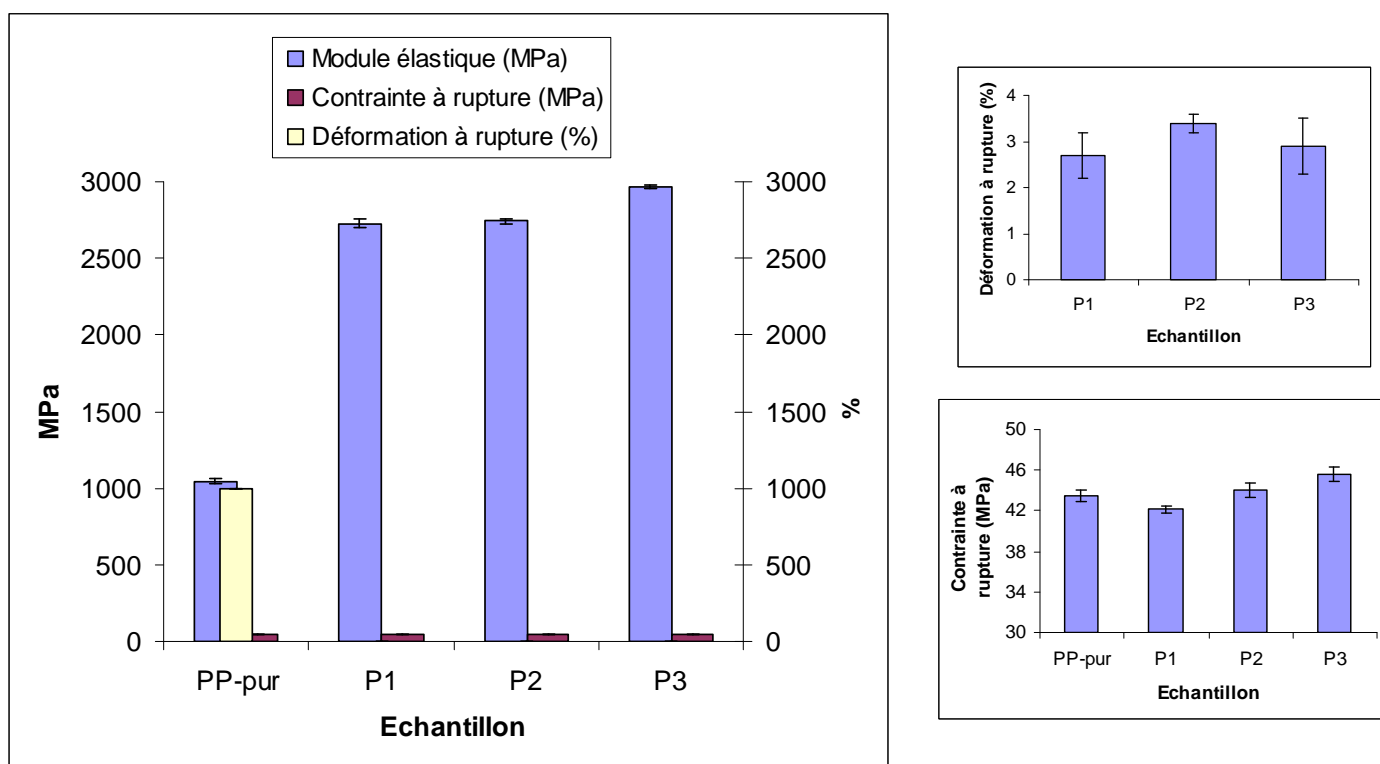 Module élastique (MPa)
Contrainte à rupture (MPa)
Déformation à rupture (%)
3000
2500
2000
1500
1000
500
0
MPa
3000
2500
2000
1500
1000
500
0
%
PP-pur P1 P2 P3
Echantillon
4
3
2
1
0
Déformation à rupture (%)
P1 P2 P3
Echantillon
50
46
42
38
34
30
Contrainte à
rupture (MPa)
PP-pur P1 P2 P3
Echantillon